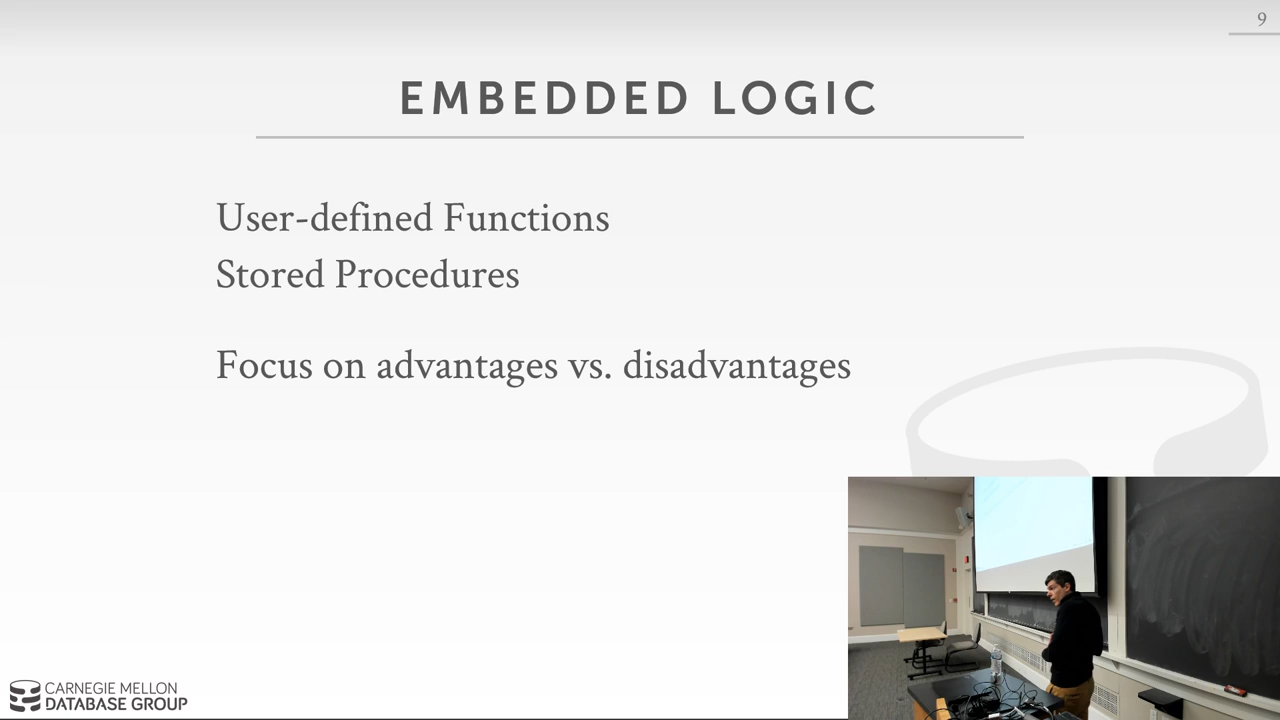 9
EMBEDDED LOGIC
User-defined Functions
Stored Procedures
Focus on advantages vs. disadvantages
CARNEGIE MELLON
DATABASE GROUP